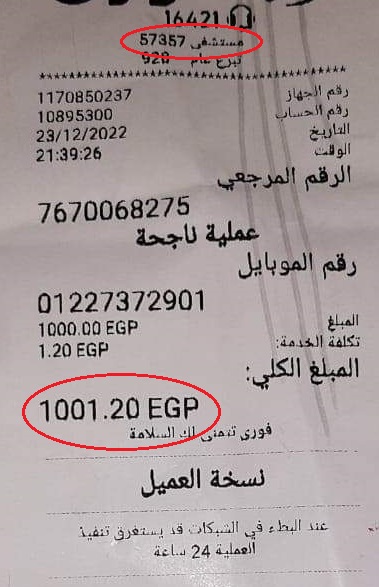 16421
مستشفى 57357
تبرع عام 920
********************************
رقم الجهاز 1170850237
رقم الحساب 10895300
التاريخ 23/12/2022
الوقت 21:39:26
الرقم المرجعي
7670068275
عملية ناجحة
رقم الموبايل
01227372901
المبلغ 1000.00 EGP
تكلفة الخدمة: 1.20 EGP
المبلغ الكلي:
1001.20 EGP
فوري تتمنى لك السلامة
نسخة العميل
عند البطء في الشبكات قد يستغرق تنفيذ
العملية 24 ساعة